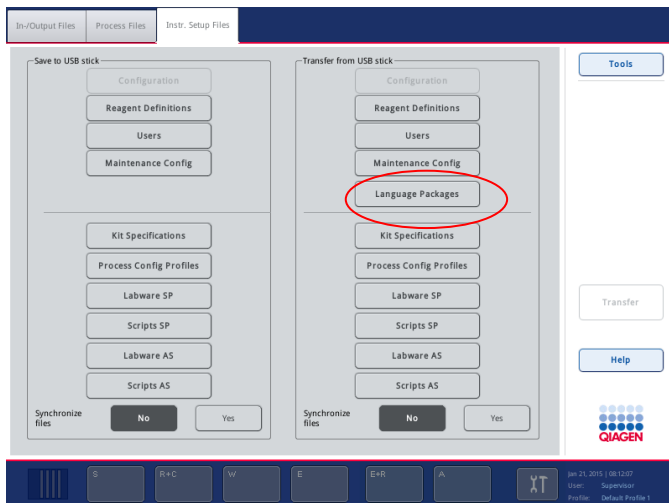 In-/Output Files
Process Files
Instr. Setup Files
Save to USB stick
Configuration
Reagent Definitions
Users
Maintenance Config
Kit Specifications
Process Config Profiles
Labware SP
Scripts SP
Labware AS
Scripts AS
Synchronize
files
No
Yes
Transfer from USB stick
Configuration
Reagent Definitions
Users
Maintenance Config
Language Packages
Kit Specifications
Process Config Profiles
Labware SP
Scripts SP
Labware AS
Scripts AS
Synchronize
files
No
Yes
Tools
Transfer
Help
QIAGEN
S
R+C
W
E
E+R
A
Jan 21, 2015 | 08:12:07
User: Supervisor
Profile: Default Profile 1